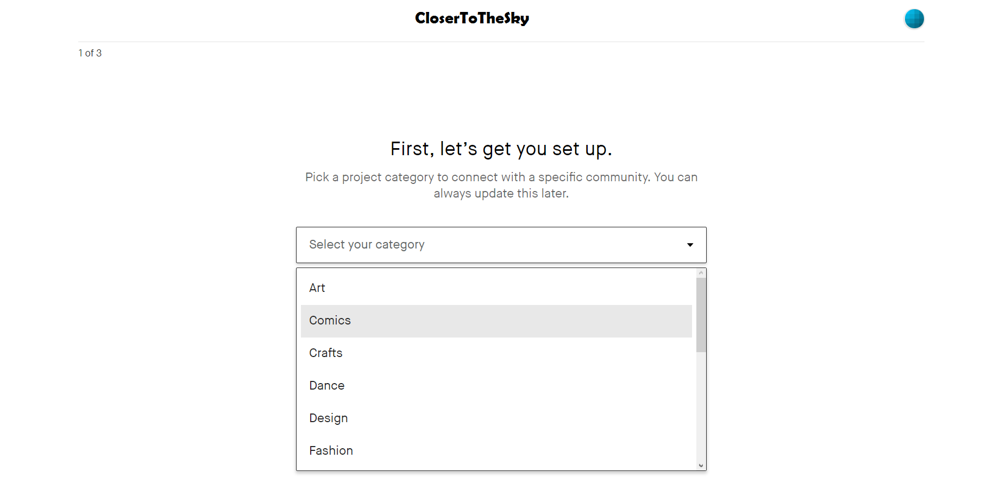 CloserToTheSky
1 of 3
First, let’s get you set up.
Pick a project category to connect with a specific community. You can
always update this later.
Select your category
Art
Comics
Crafts
Dance
Design
Fashion